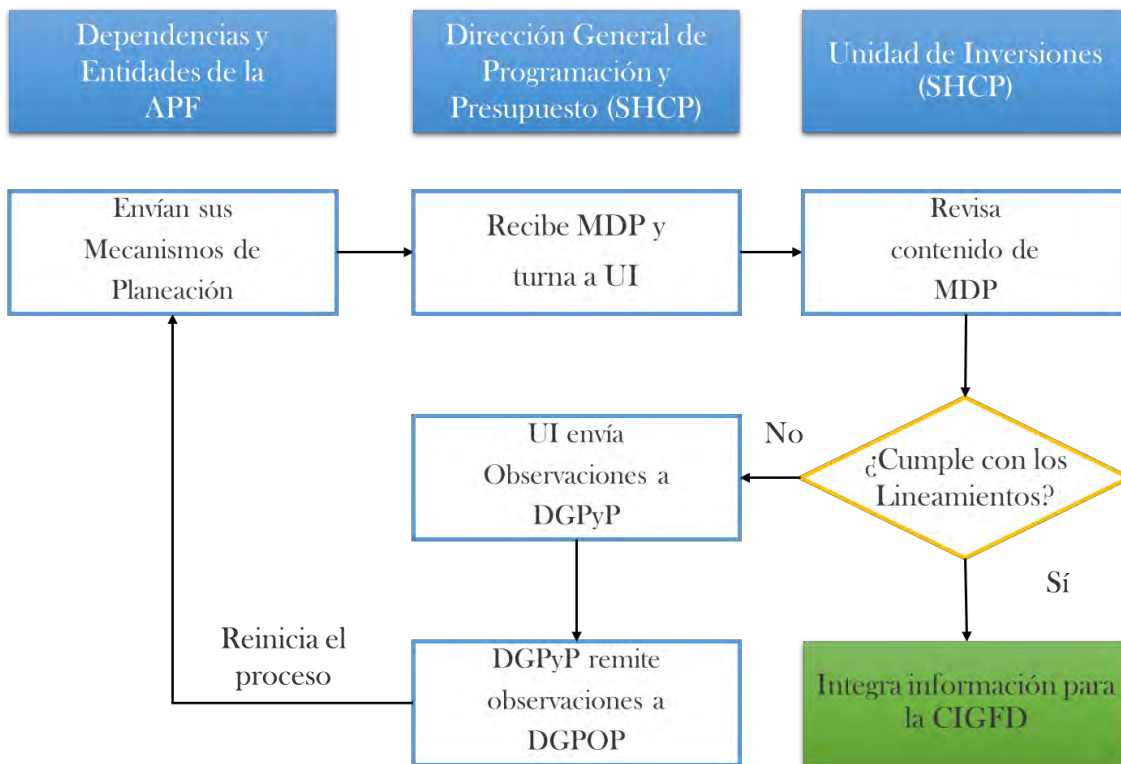 Dependencias y
Entidades de la
APF
Dirección General de
Programación y
Presupuesto (SHCP)
Unidad de Inversiones
(SHCP)
Envían sus
Mecanismos de
Planeación
Recibe MDP y
turna a UI
Revisa
contenido de
MDP
¿Cumple con los
Lineamientos?
No
UI envía
Observaciones a
DGPyP
Sí
Reinicia el
proceso
DGPyP remite
observaciones a
DGPOP
Integra información para
la CIGFD